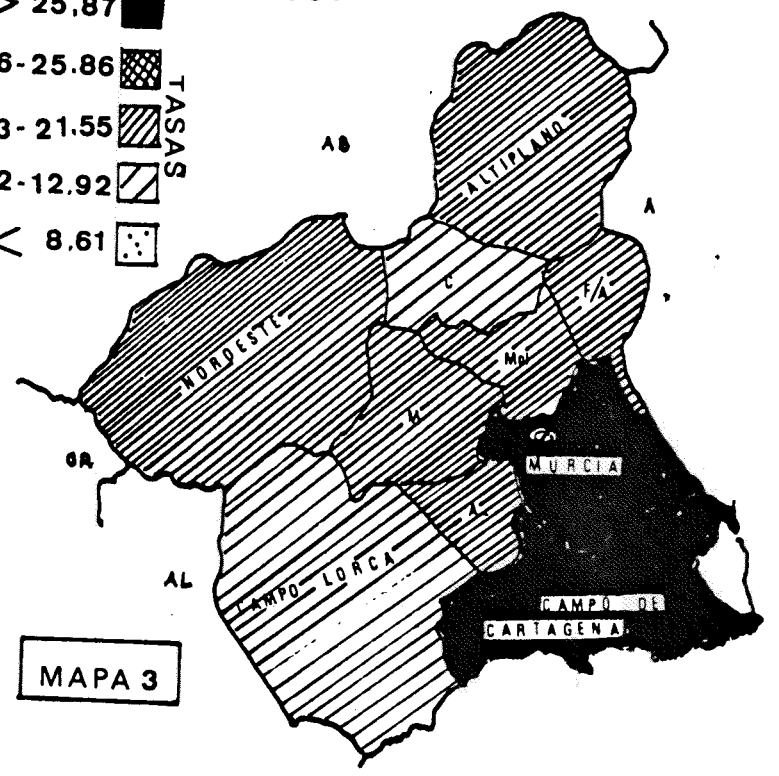 > 25,87
6-25.86
3-21.55
2-12,92
< 8,61
TASAS
AB
ALTIPLANO
A
C
F/A
NORDESTE
Mol
M
MURCIA
GR
AL
CAMPO LORCA
CAMPO DE
CARTAGENA
MAPA 3